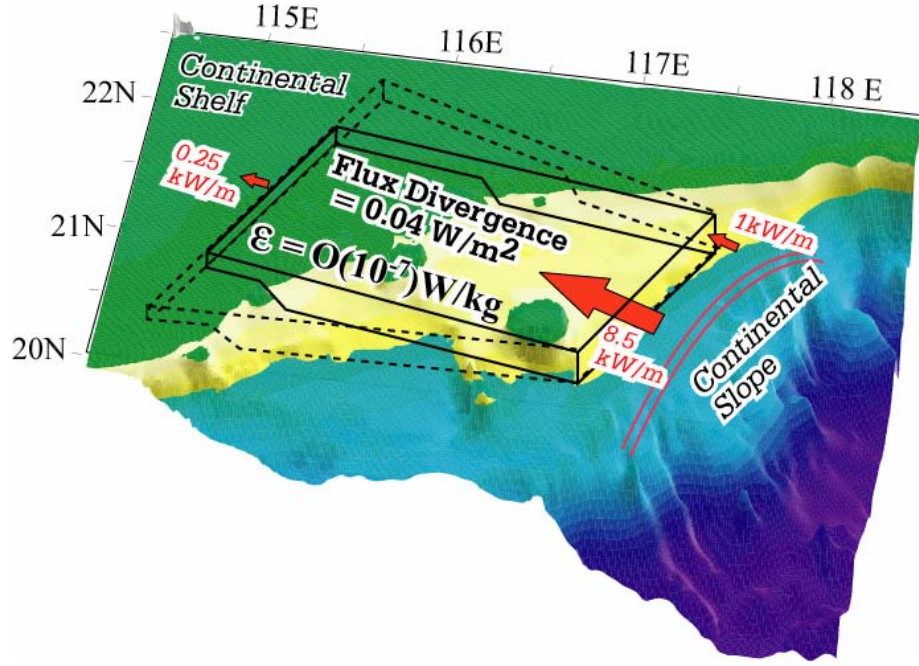 115E
116E
117E
118 E
22N
21N
20N
Continental
Shelf
0.25
kW/m
Flux Divergence
= 0.04 W/m²
ε = O(10⁻⁷)W/kg
1kW/m
8.5
kW/m
Continental
Slope